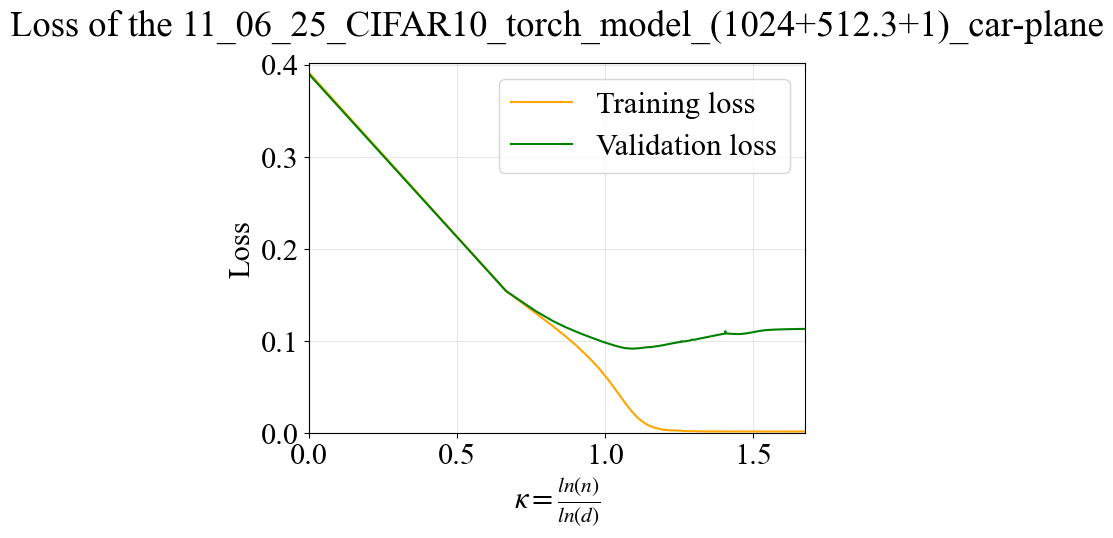 Loss of the 11_06_25_CIFAR10_torch_model_(1024+512.3+1)_car-plane
0.4
0.3
0.2
0.1
0.0
Loss
Training loss
Validation loss
0.0 0.5 1.0 1.5
κ = ln(n)/ln(d)